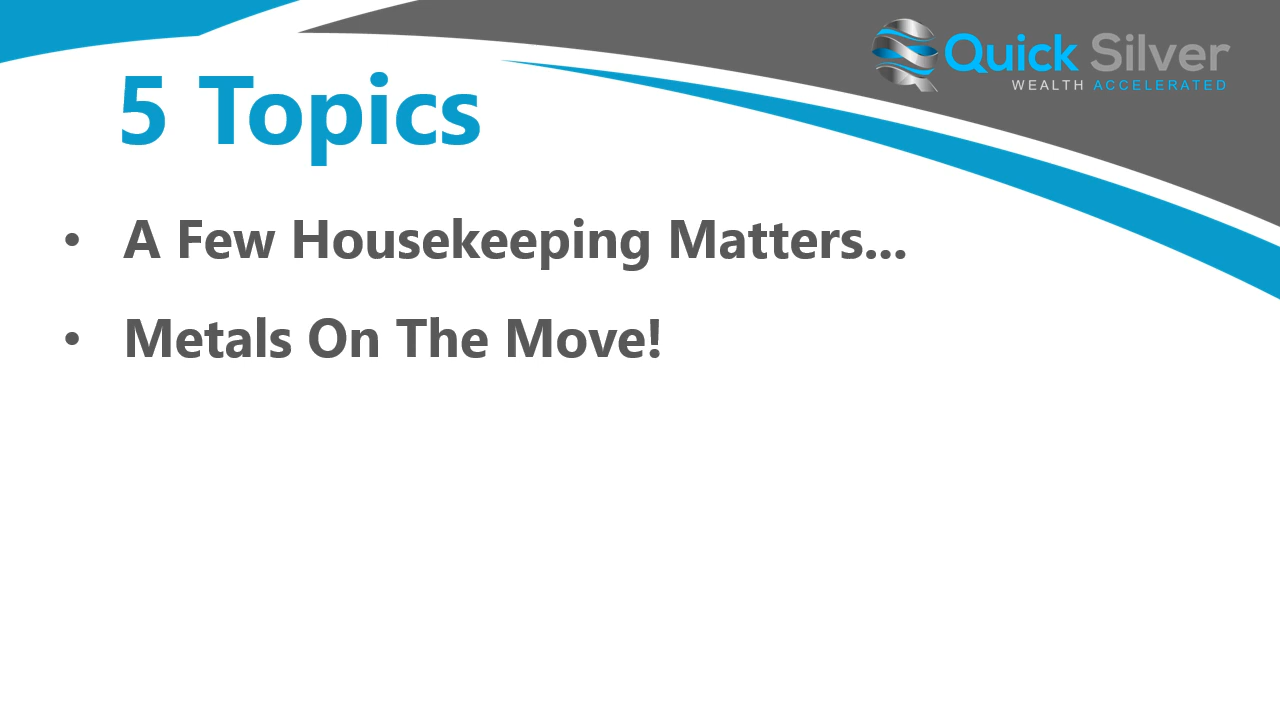 Quick Silver
WEALTH ACCELERATED
5 Topics
• A Few Housekeeping Matters...
• Metals On The Move!